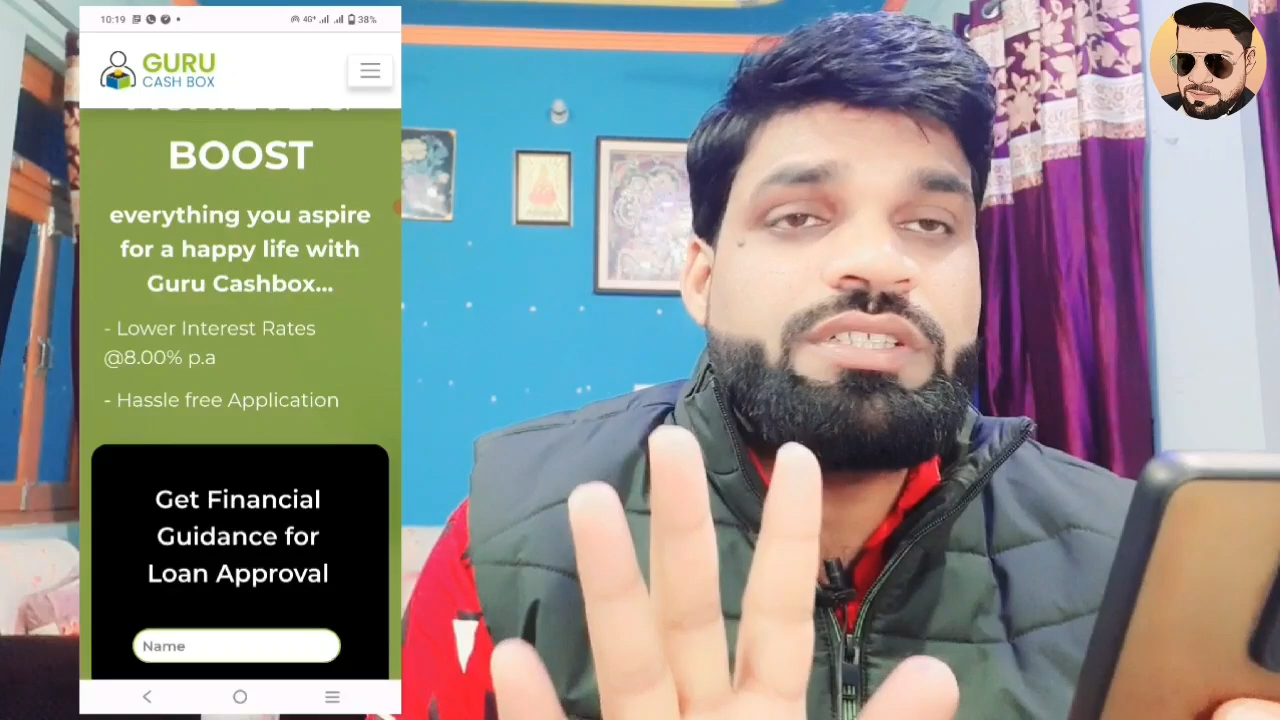 10:19
4G+
38%
GURU
CASH BOX
BOOST
everything you aspire
for a happy life with
Guru Cashbox...
- Lower Interest Rates
@8.00% p.a
- Hassle free Application
Get Financial
Guidance for
Loan Approval
Name